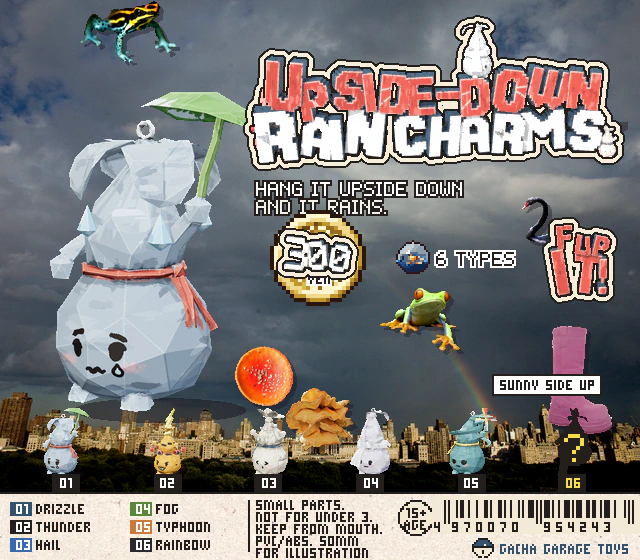 UPSIDE-DOWN
RAIN CHARMS
HANG IT UPSIDE DOWN
AND IT RAINS.
300
YEN
6 TYPES
FLIP
IT!
SUNNY SIDE UP
?
01
02
03
04
05
06
01 DRIZZLE
02 THUNDER
03 HAIL
04 FOG
05 TYPHOON
06 RAINBOW
SMALL PARTS.
NOT FOR UNDER 3.
KEEP FROM MOUTH.
PVC/ABS. 50MM
FOR ILLUSTRATION
15+
AGE
4 970070 954243
GACHA GARAGE TOYS